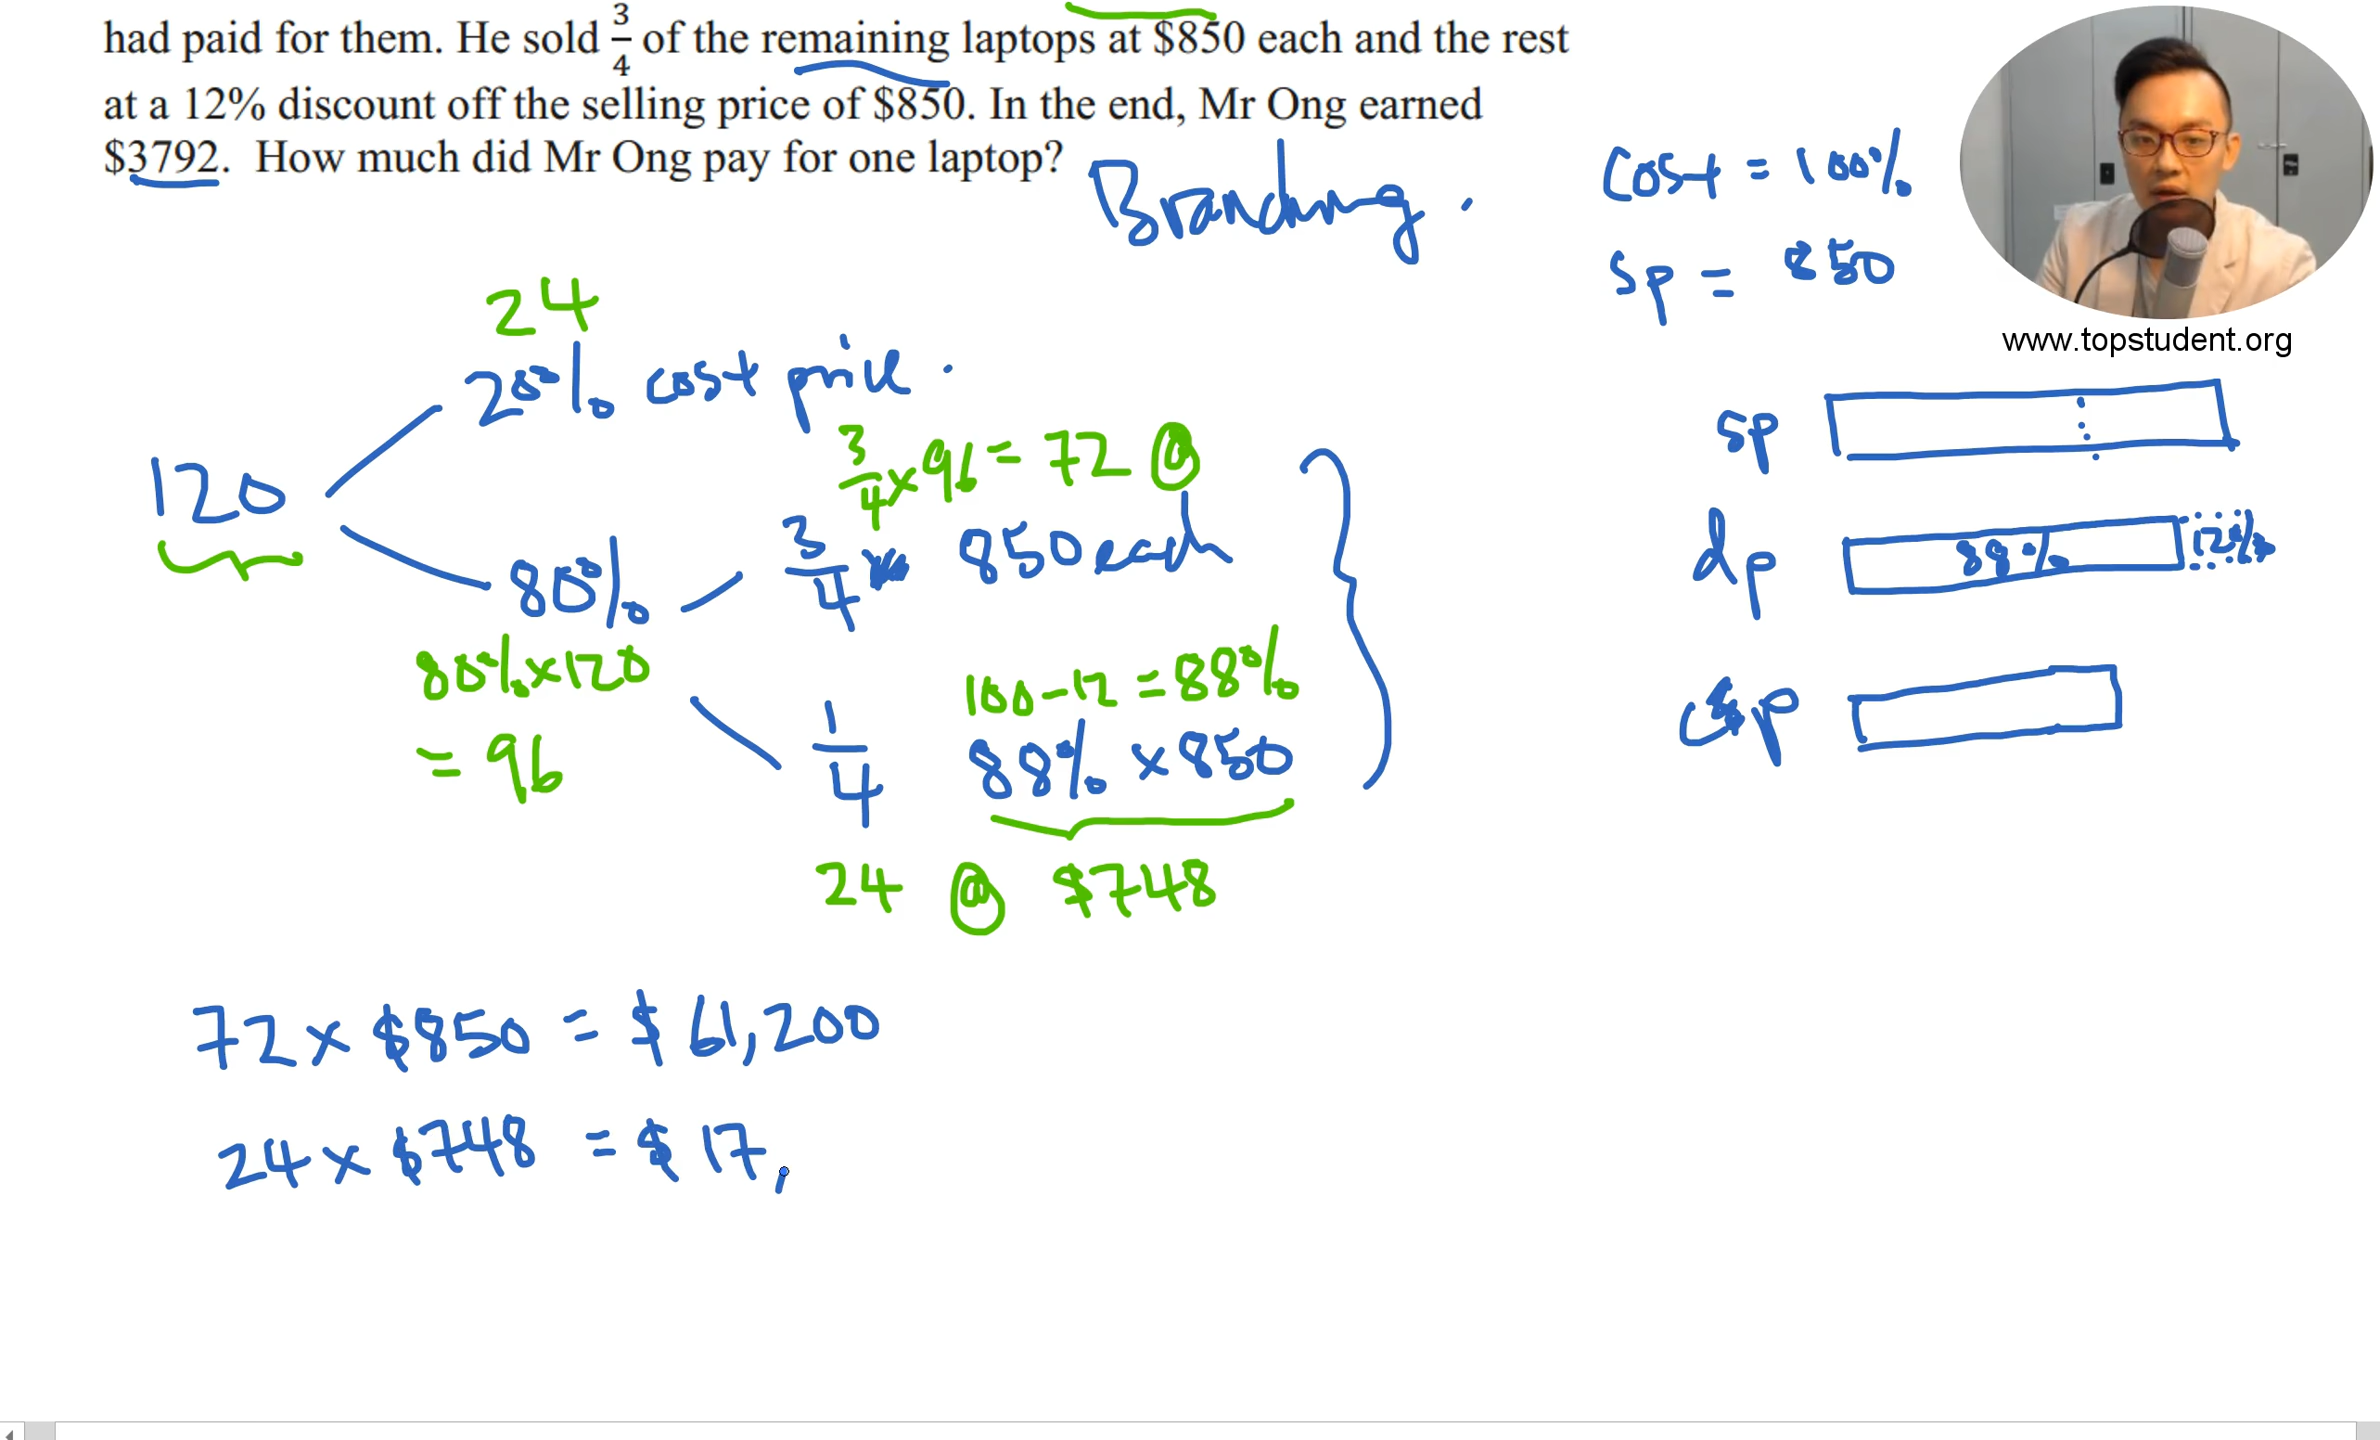 had paid for them. He sold 3/4 of the remaining laptops at $850 each and the rest
at a 12% discount off the selling price of $850. In the end, Mr Ong earned
$3792. How much did Mr Ong pay for one laptop?
Branching.
Cost = 100%
SP = 850
www.topstudent.org
24
20% cost price.
120
3/4 × 96 = 72 @
80%
3/4
850 each
80% × 120
= 96
100 - 12 = 88%
1/4
88% × 850
24 @ $748
SP
dp
88%
12%
cp
72 × $850 = $61,200
24 × $748 = $17,